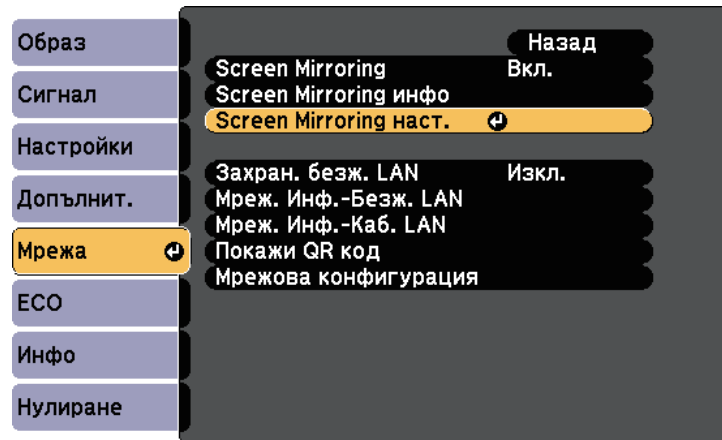 Образ
Сигнал
Настройки
Допълнит.
Мрежа
ECO
Инфо
Нулиране
Назад
Screen Mirroring Вкл.
Screen Mirroring инфо
Screen Mirroring наст.
Захран. безж. LAN Изкл.
Мреж. Инф.-Безж. LAN
Мреж. Инф.-Каб. LAN
Покажи QR код
Мрежова конфигурация